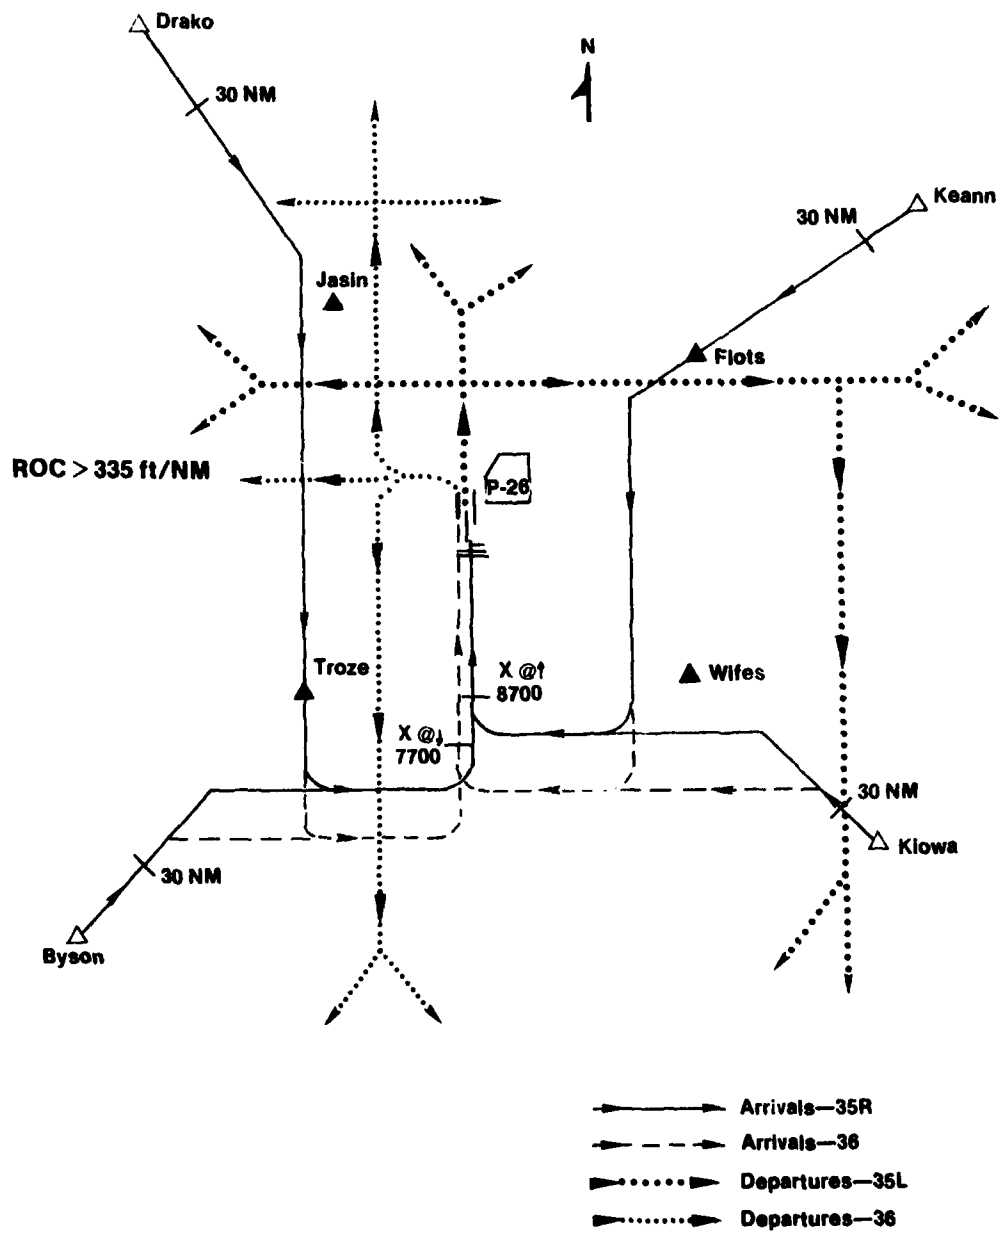 Drako
N
30 NM
Keann
30 NM
Jasin
Flots
ROC > 335 ft/NM
P-26
Troze
X @↑
8700
Wifes
X @↓
7700
30 NM
Kiowa
30 NM
Byson
Arrivals—35R
Arrivals—36
Departures—35L
Departures—36